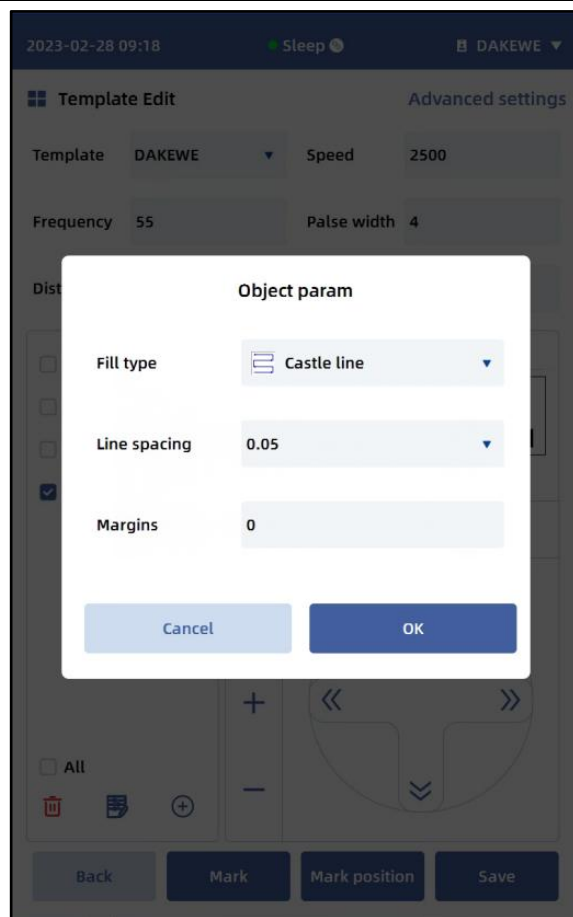 2023-02-28 09:18 Sleep DAKEWE
Template Edit Advanced settings
Template DAKEWE Speed 2500
Frequency 55 Palse width 4
Dist
Object param
Fill type Castle line
Line spacing 0.05
Margins 0
Cancel OK
All
Back Mark Mark position Save